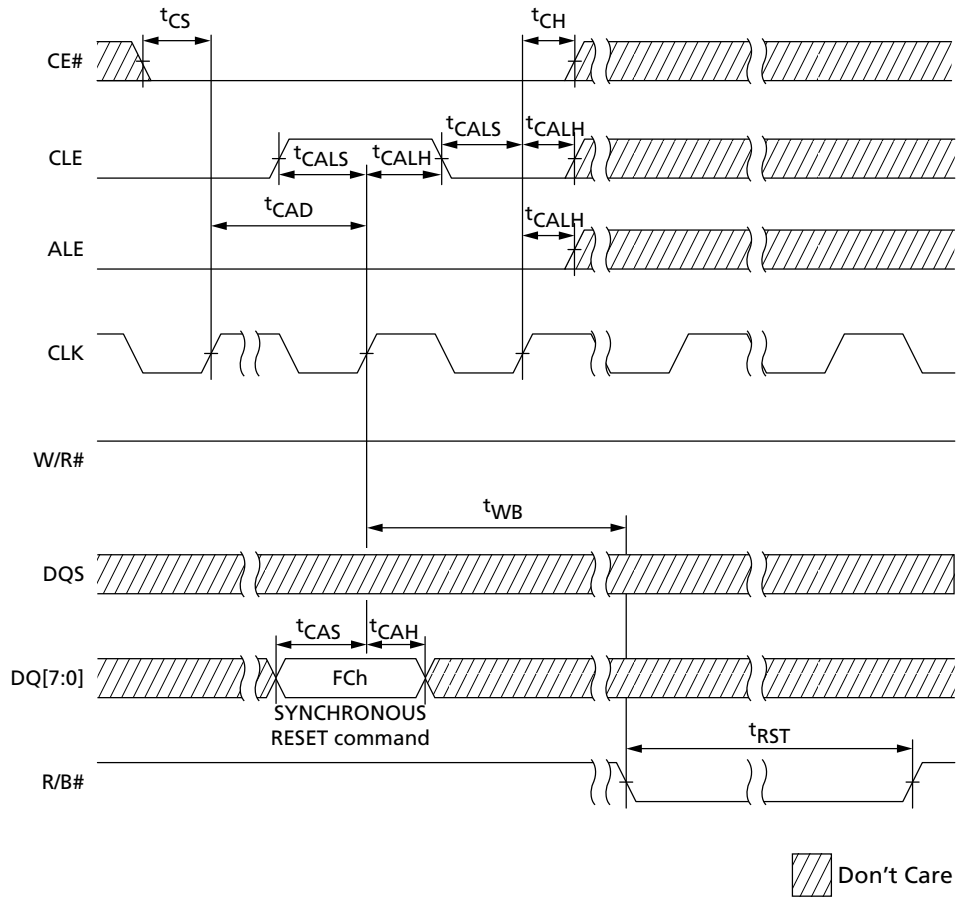 tCS
tCH
CE#
tCALS
tCALH
CLE
tCALS
tCALH
tCAD
tCALH
ALE
CLK
W/R#
tWB
DQS
tCAS
tCAH
DQ[7:0]
FCh
SYNCHRONOUS
RESET command
tRST
R/B#
Don't Care